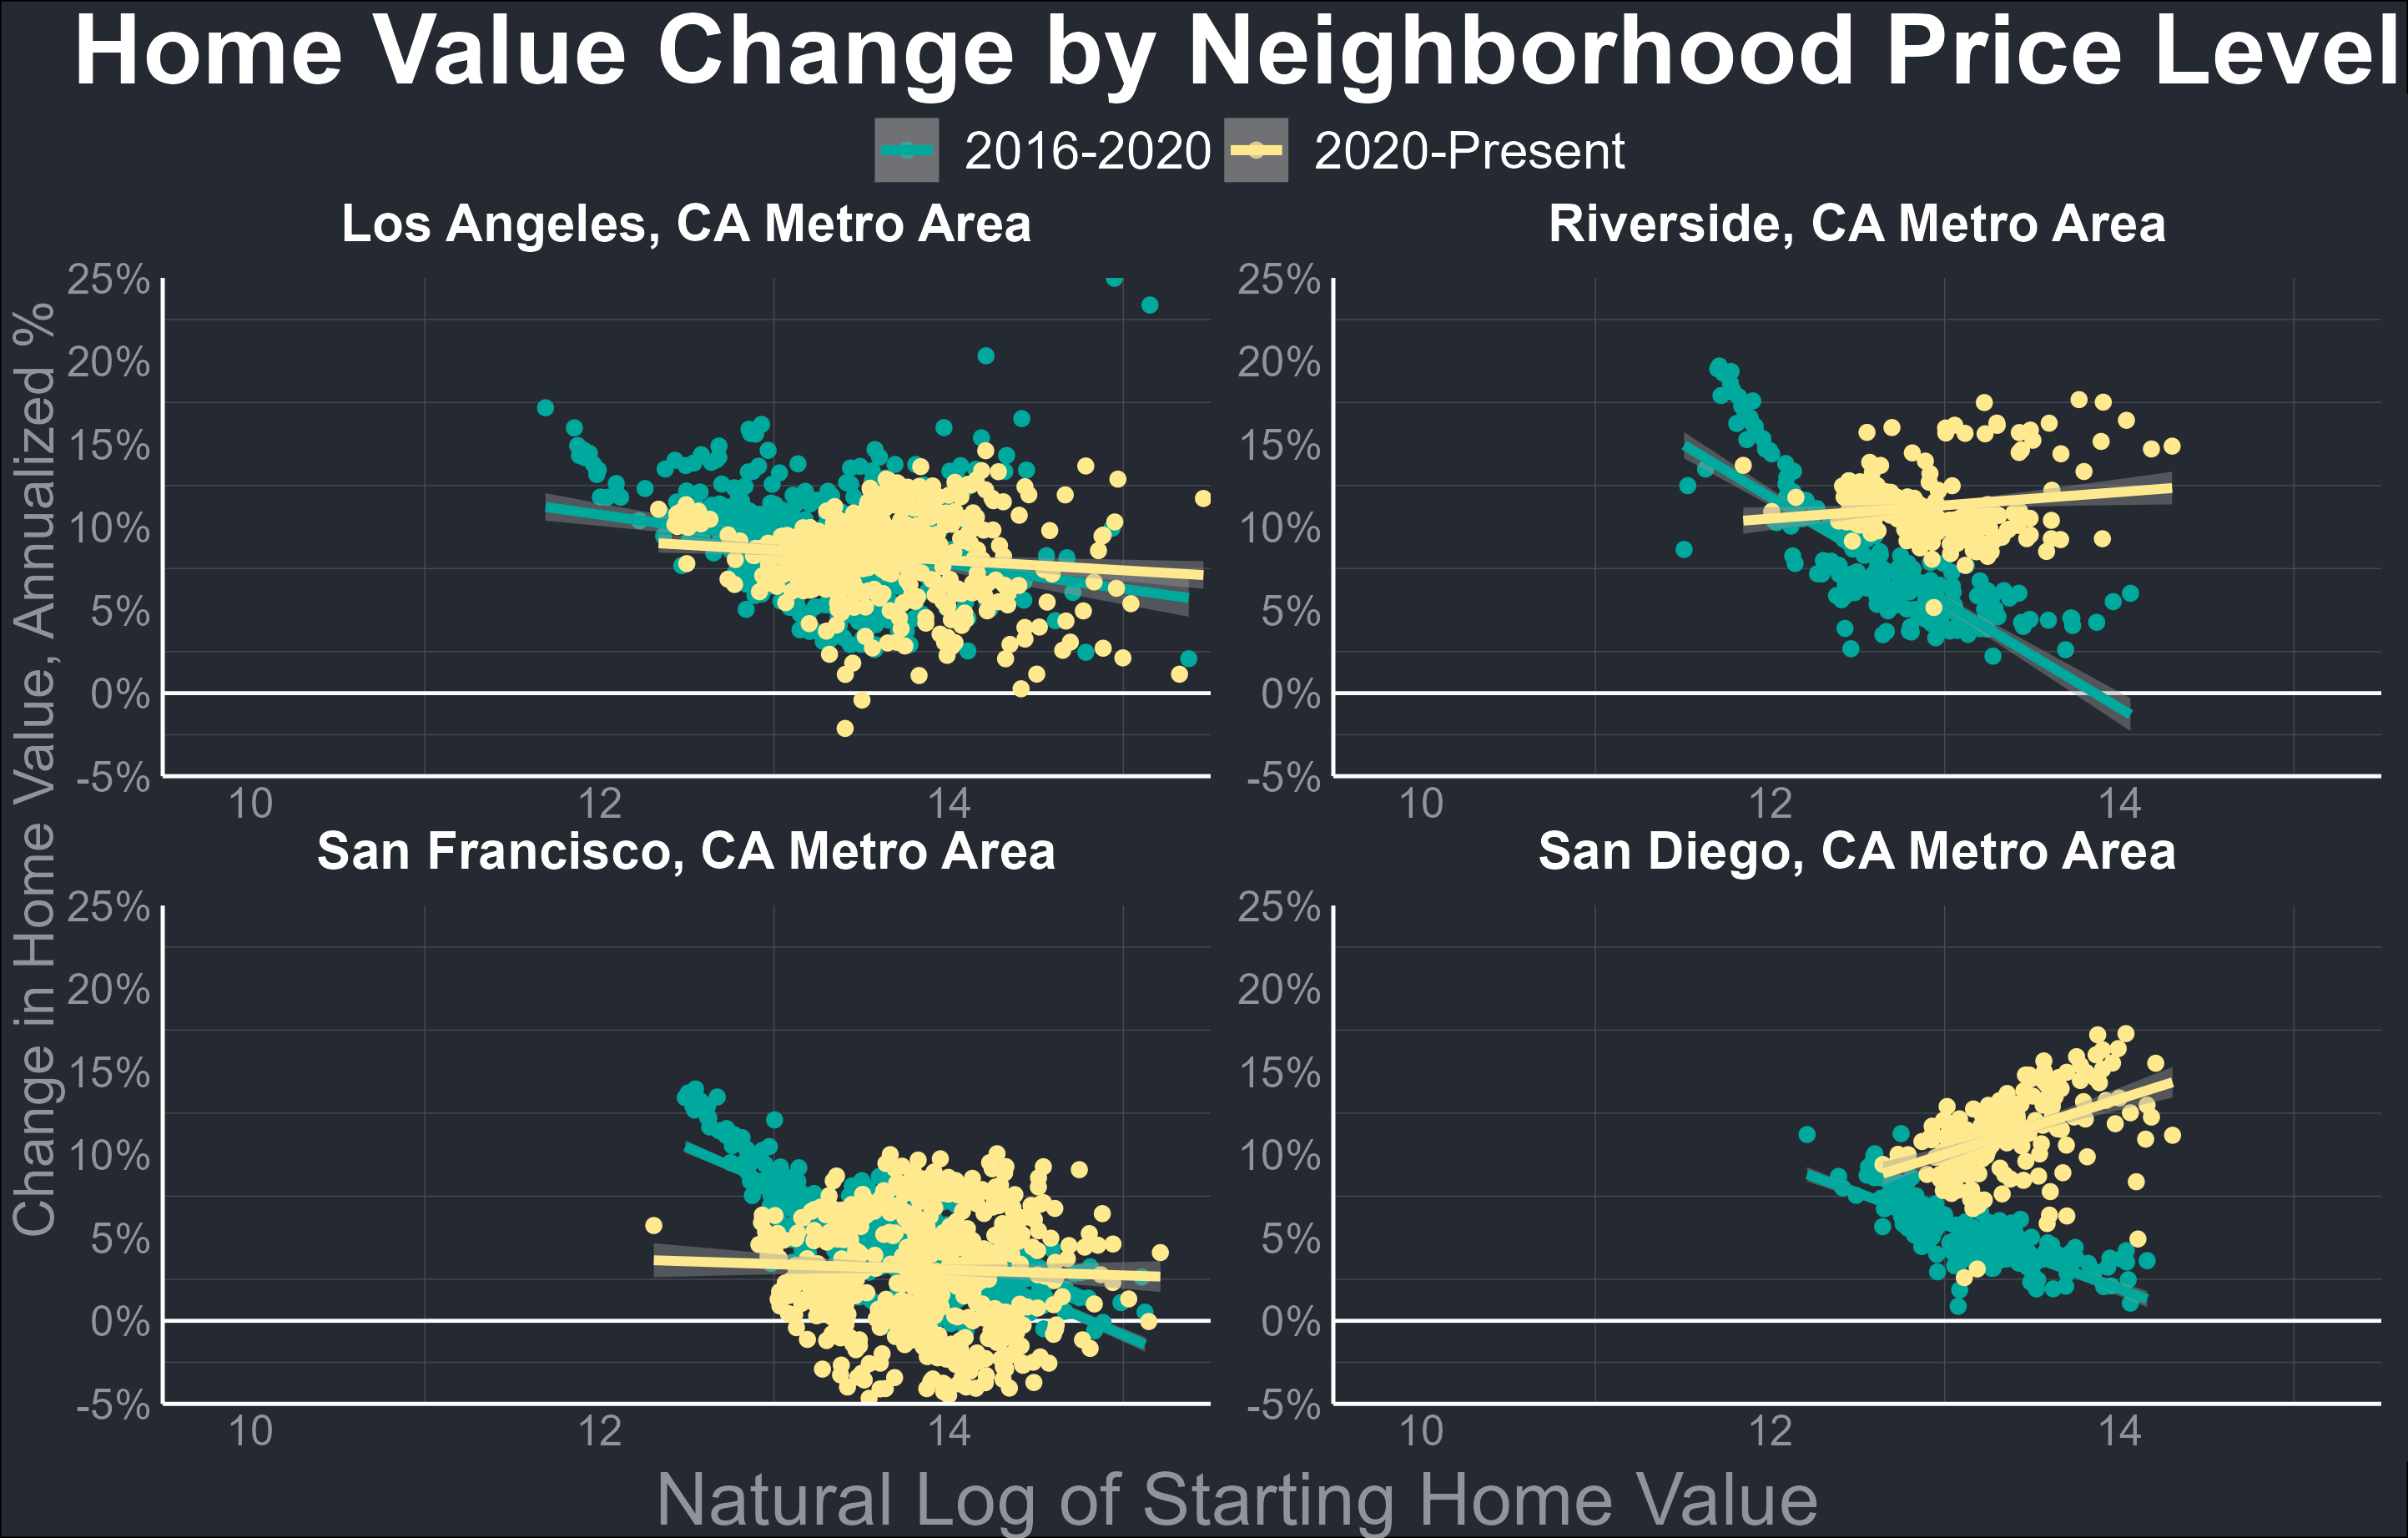 Home Value Change by Neighborhood Price Level
2016-2020 2020-Present
Change in Home Value, Annualized %
Los Angeles, CA Metro Area
25%
20%
15%
10%
5%
0%
-5%
10 12 14
Riverside, CA Metro Area
25%
20%
15%
10%
5%
0%
-5%
10 12 14
San Francisco, CA Metro Area
25%
20%
15%
10%
5%
0%
-5%
10 12 14
San Diego, CA Metro Area
25%
20%
15%
10%
5%
0%
-5%
10 12 14
Natural Log of Starting Home Value